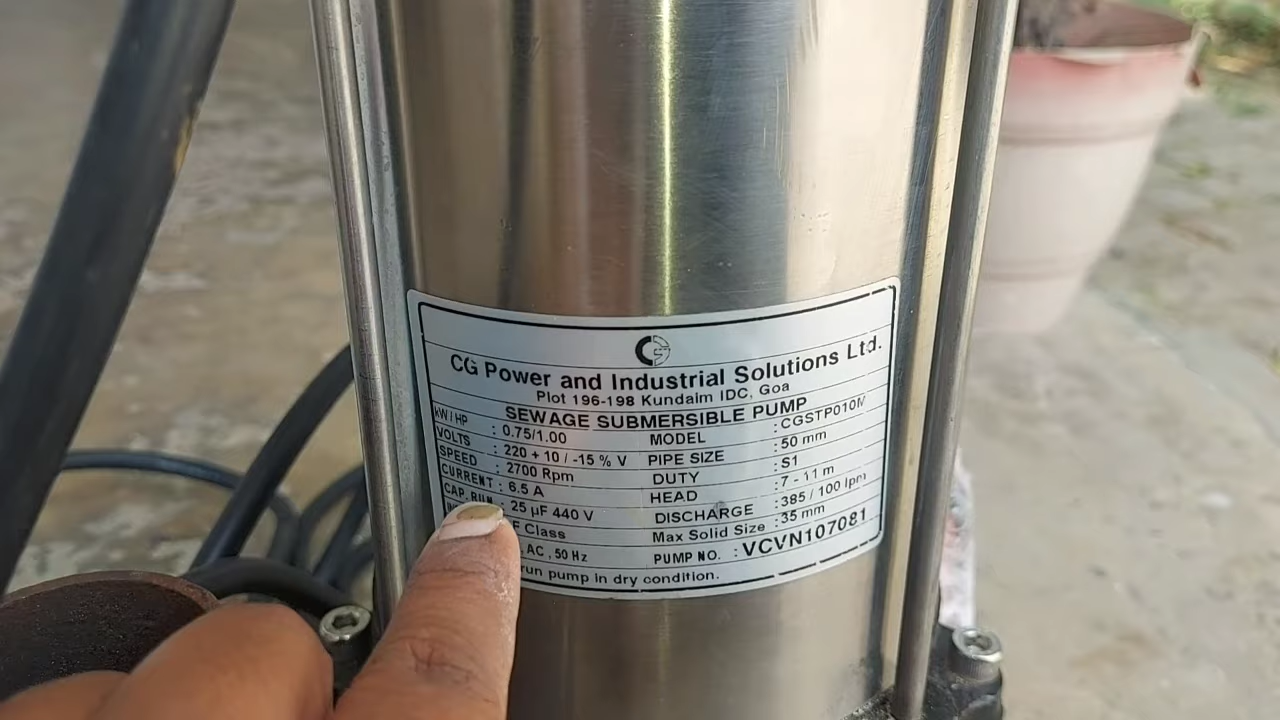 CG Power and Industrial Solutions Ltd.
Plot 196-198 Kundaim IDC, Goa
SEWAGE SUBMERSIBLE PUMP
kW/HP : 0.75/1.00 MODEL : CGSTP010M
VOLTS : 220 + 10 / -15 % V PIPE SIZE : 50 mm
SPEED : 2700 Rpm DUTY : S1
CURRENT : 6.5 A HEAD : 7 - 11 m
CAP. RUN : 25 µF 440 V DISCHARGE : 385 / 100 lpm
F Class Max Solid Size : 35 mm
, AC , 50 Hz PUMP NO. : VCVN107081
run pump in dry condition.